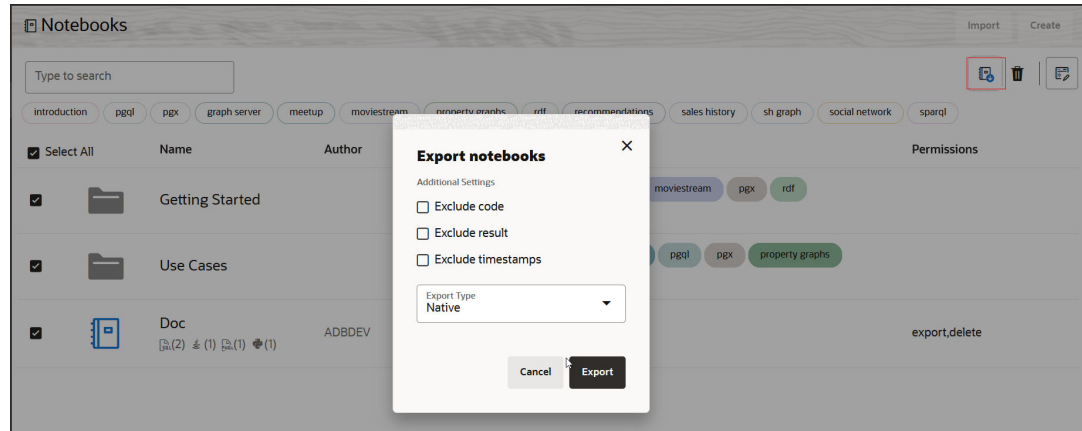 Notebooks
Import
Create
Type to search
introduction
pgql
pgx
graph server
meetup
moviestream
property graphs
rdf
recommendations
sales history
sh graph
social network
sparql
Select All
Name
Author
Permissions
Getting Started
moviestream
pgx
rdf
Use Cases
pgql
pgx
property graphs
Doc
(2) (1) (1) (1)
ADBDEV
export,delete
Export notebooks
Additional Settings
Exclude code
Exclude result
Exclude timestamps
Export Type
Native
Cancel
Export